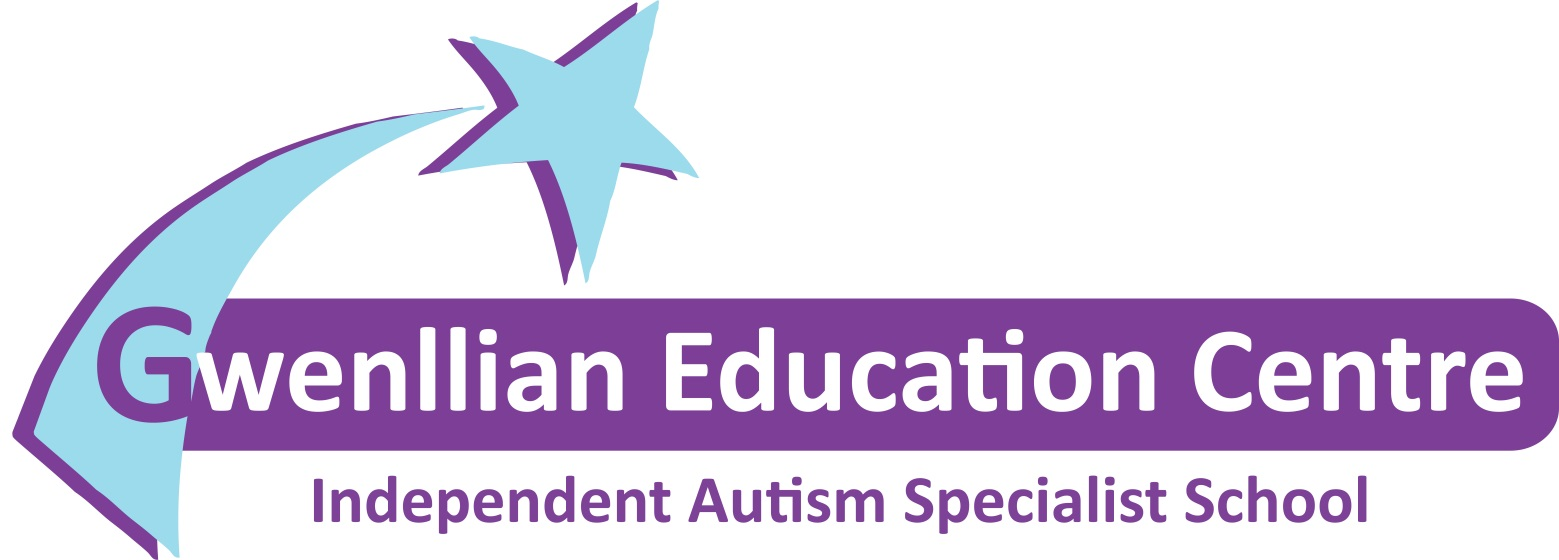 Gwenllian Education Centre
Independent Autism Specialist School